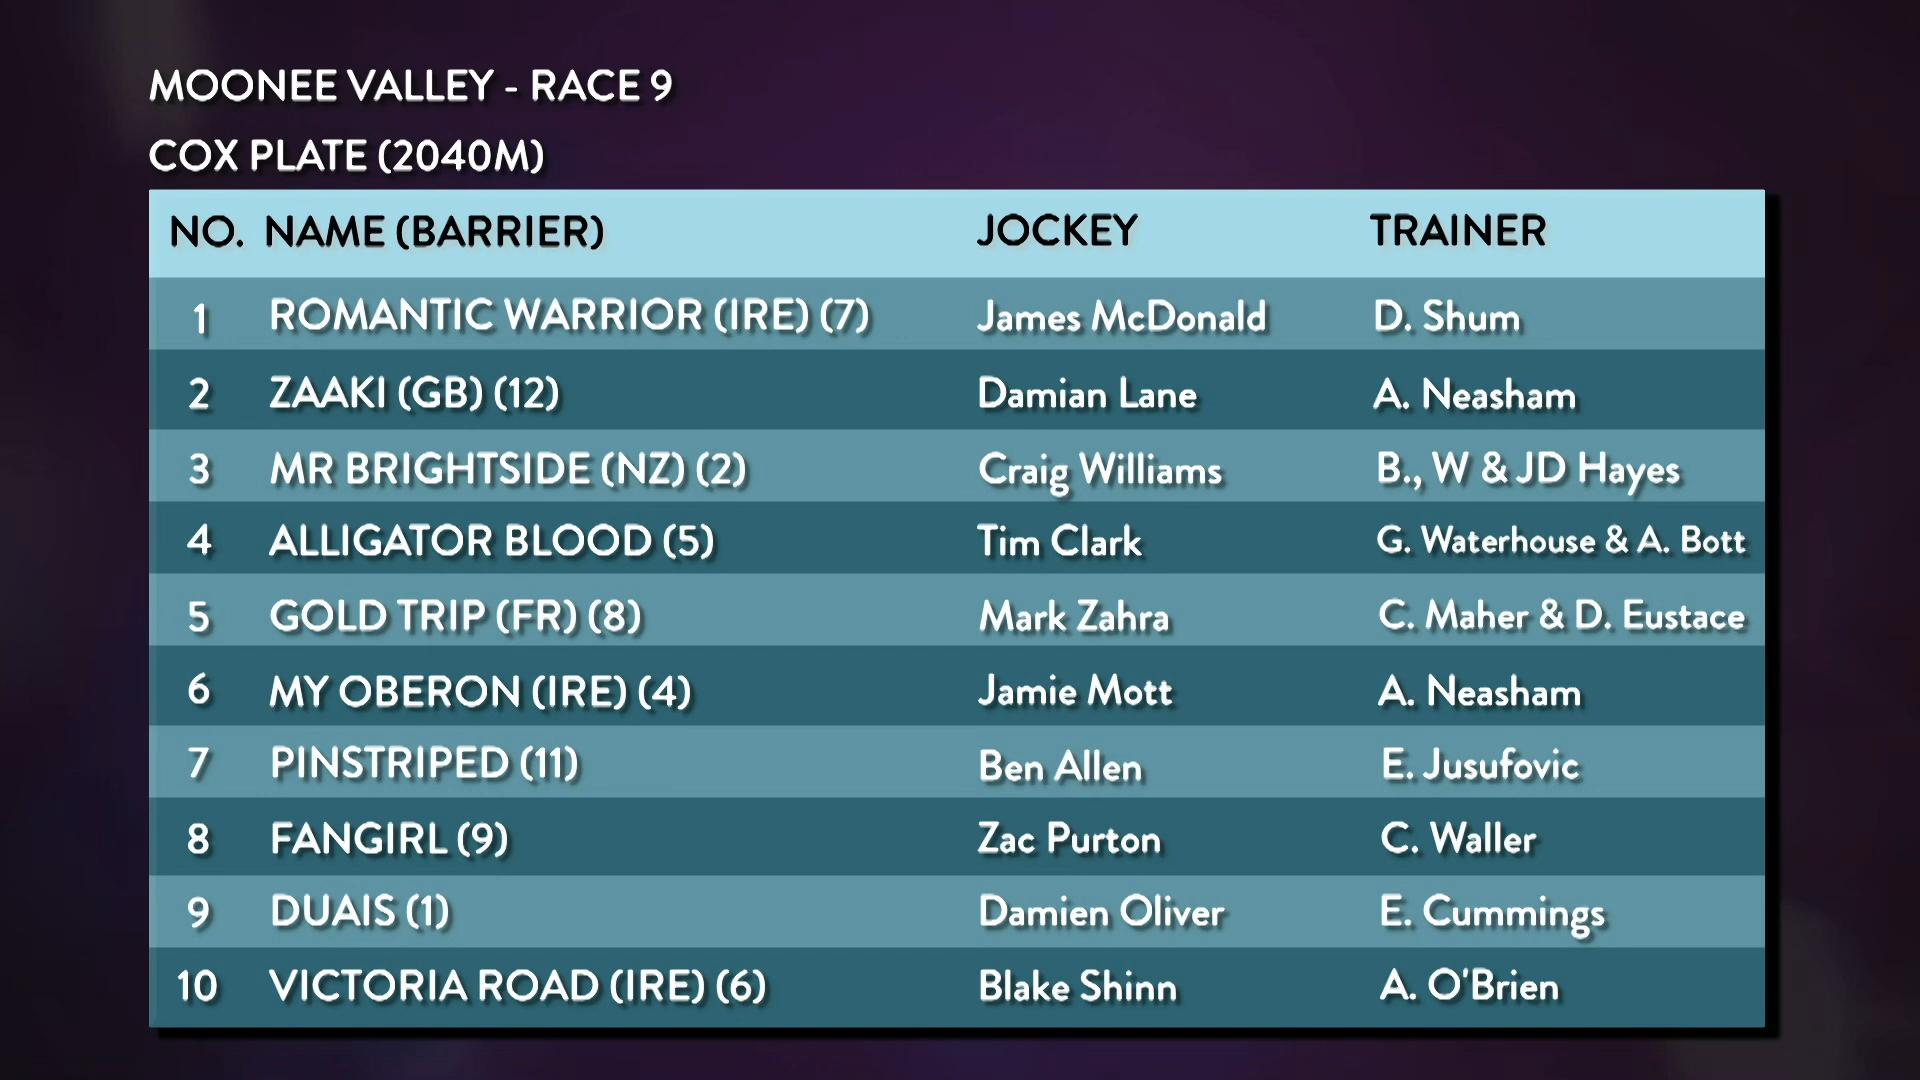 MOONEE VALLEY - RACE 9
COX PLATE (2040M)
NO. NAME (BARRIER) JOCKEY TRAINER
1 ROMANTIC WARRIOR (IRE) (7) James McDonald D. Shum
2 ZAAKI (GB) (12) Damian Lane A. Neasham
3 MR BRIGHTSIDE (NZ) (2) Craig Williams B., W & JD Hayes
4 ALLIGATOR BLOOD (5) Tim Clark G. Waterhouse & A. Bott
5 GOLD TRIP (FR) (8) Mark Zahra C. Maher & D. Eustace
6 MY OBERON (IRE) (4) Jamie Mott A. Neasham
7 PINSTRIPED (11) Ben Allen E. Jusufovic
8 FANGIRL (9) Zac Purton C. Waller
9 DUAIS (1) Damien Oliver E. Cummings
10 VICTORIA ROAD (IRE) (6) Blake Shinn A. O'Brien